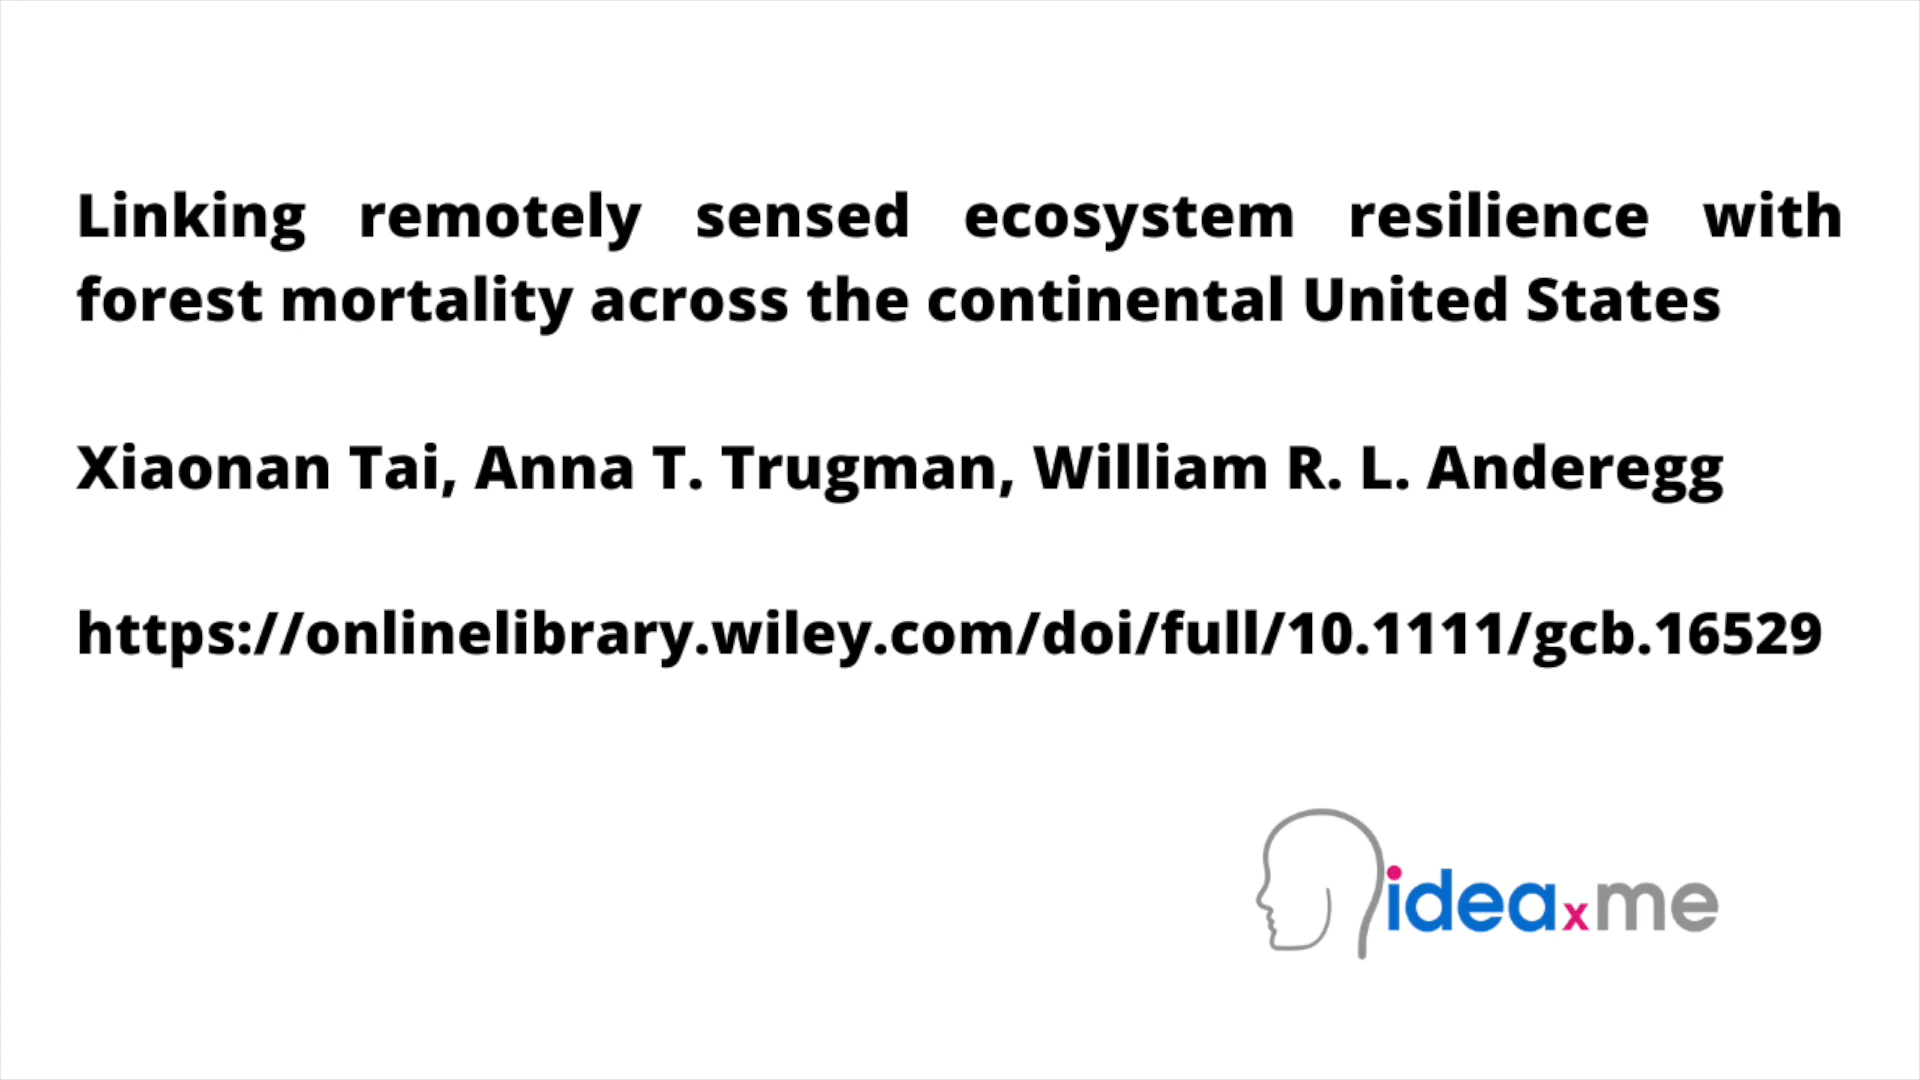 Linking remotely sensed ecosystem resilience with
forest mortality across the continental United States
Xiaonan Tai, Anna T. Trugman, William R. L. Anderegg
https://onlinelibrary.wiley.com/doi/full/10.1111/gcb.16529
ideaxme